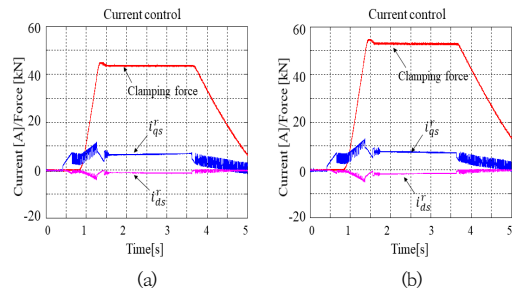 Current control
Current [A]/Force [kN]
60
40
20
0
-20
Clamping force
i^r_qs
i^r_ds
0 1 2 3 4 5
Time[s]
(a)
Current control
Current [A]/Force [kN]
60
40
20
0
-20
Clamping force
i^r_qs
i^r_ds
0 1 2 3 4 5
Time[s]
(b)